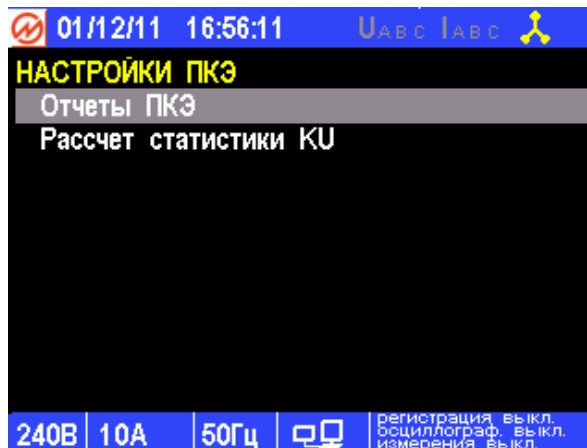 01/12/11 16:56:11 UABC IABC
НАСТРОЙКИ ПКЭ
Отчеты ПКЭ
Рассчет статистики KU
240В 10А 50Гц
регистрация выкл.
осциллограф. выкл.
измерения выкл.